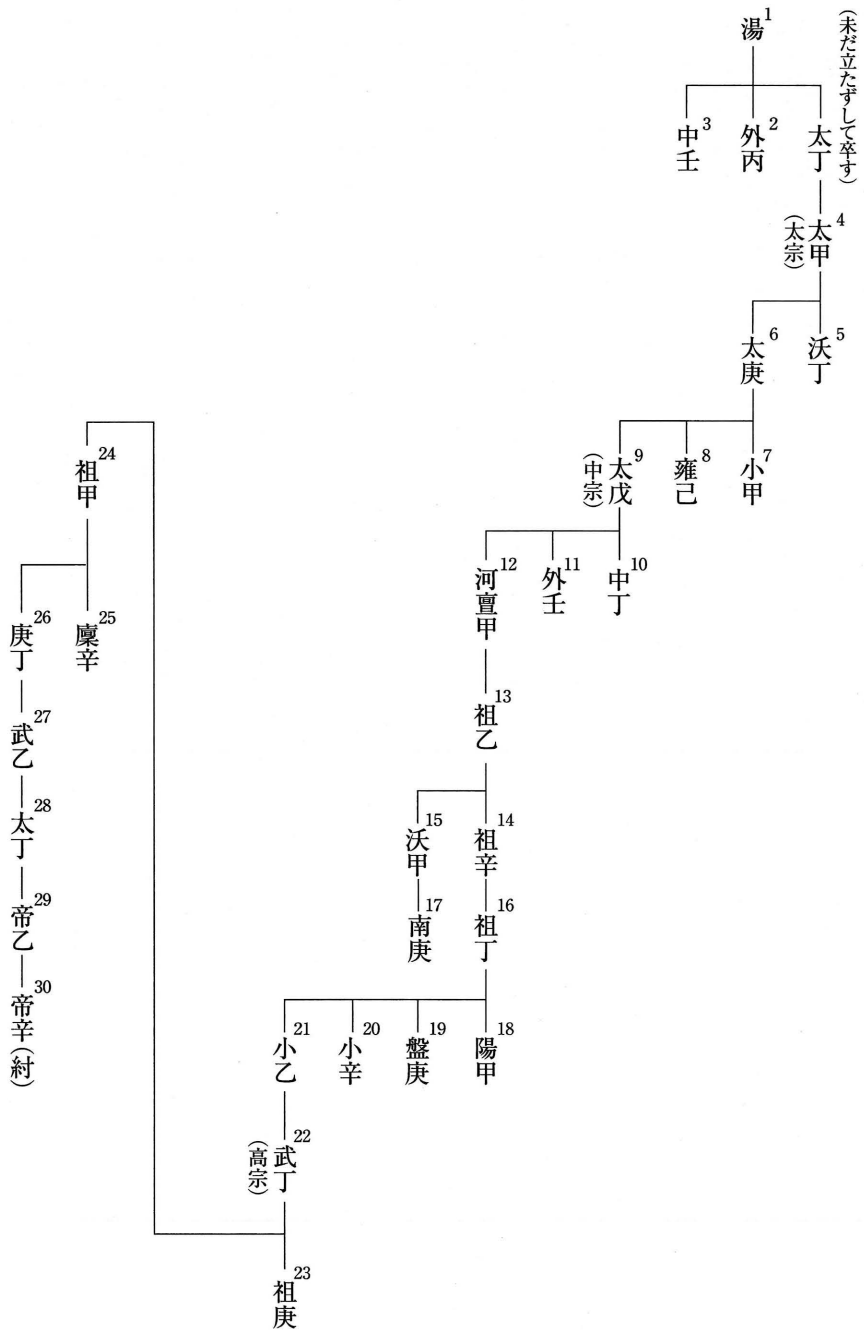 湯1
(未だ立たずして卒す)
太丁
外丙2
中壬3
太甲4
(太宗)
沃丁5
太庚6
小甲7
雍己8
太戊9
(中宗)
中丁10
外壬11
河亶甲12
祖乙13
祖辛14
沃甲15
祖丁16
南庚17
陽甲18
盤庚19
小辛20
小乙21
武丁22
(高宗)
祖庚23
祖甲24
廩辛25
庚丁26
武乙27
太丁28
帝乙29
帝辛(紂)30